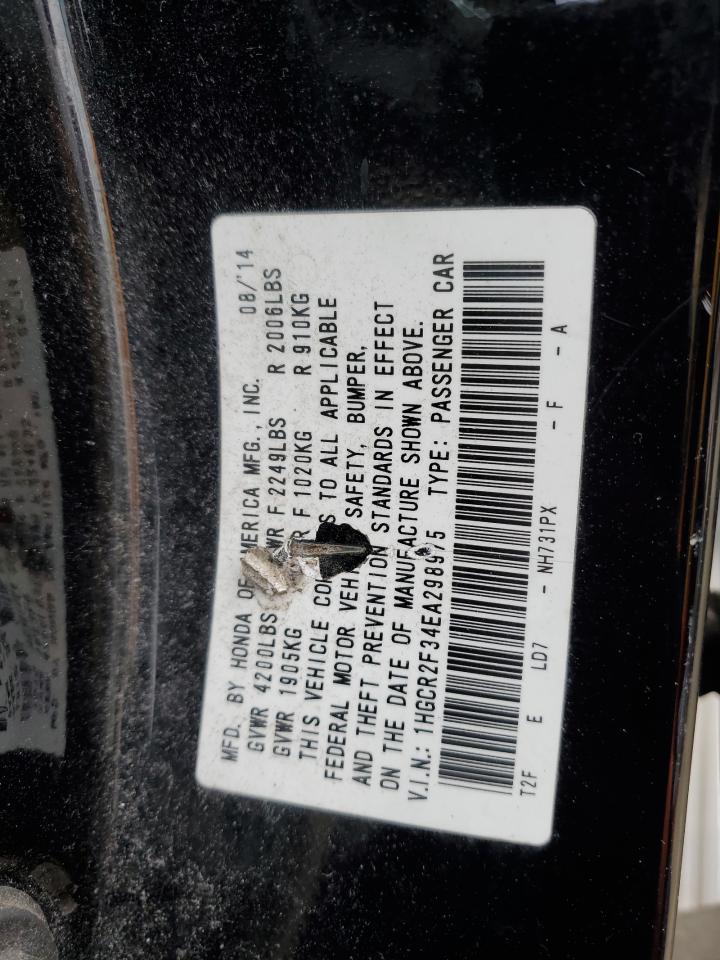 MFD. BY HONDA OF AMERICA MFG., INC. 08/'14
GVWR 4200LBS GAWR F 2249LBS R 2006LBS
GVWR 1905KG F 1020KG R 910KG
THIS VEHICLE TO ALL APPLICABLE
FEDERAL MOTOR VEHI SAFETY, BUMPER,
AND THEFT PREVENTION STANDARDS IN EFFECT
ON THE DATE OF MANUFACTURE SHOWN ABOVE.
V.I.N.: 1HGCR2F34EA298975 TYPE: PASSENGER CAR
T2F E LD7 - NH731PX - F - A